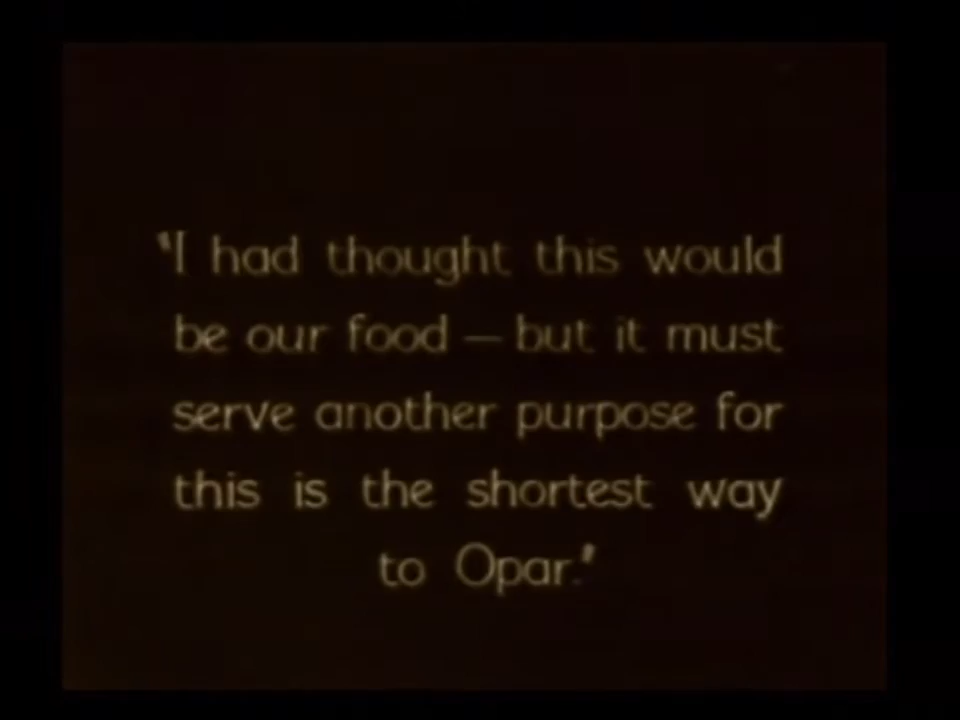 "I had thought this would
be our food — but it must
serve another purpose for
this is the shortest way
to Opar."